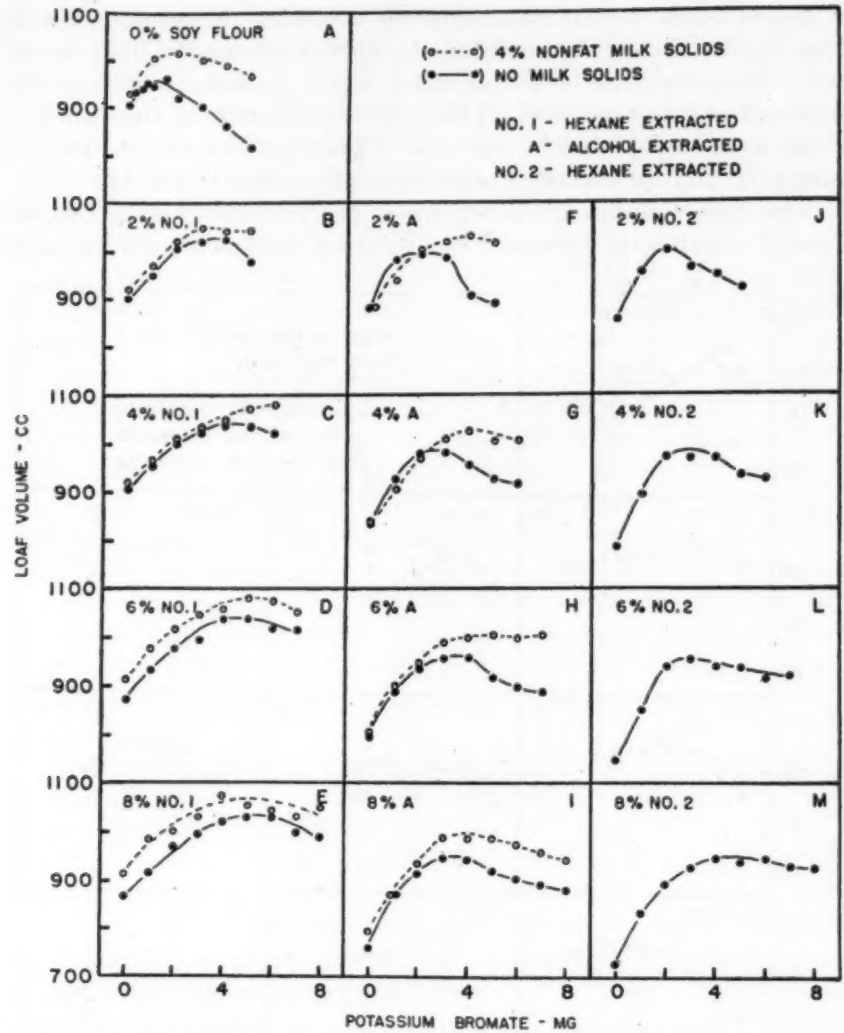 0% SOY FLOUR A
(○-○) 4% NONFAT MILK SOLIDS
(●-●) NO MILK SOLIDS
NO. 1 - HEXANE EXTRACTED
A - ALCOHOL EXTRACTED
NO. 2 - HEXANE EXTRACTED
900
1100
2% NO. 1 B
2% A F
2% NO. 2 J
900
1100
4% NO. 1 C
4% A G
4% NO. 2 K
900
1100
6% NO. 1 D
6% A H
6% NO. 2 L
900
1100
8% NO. 1 E
8% A I
8% NO. 2 M
900
700
0 4 8 0 4 0 4 8
LOAF VOLUME - CC
POTASSIUM BROMATE - MG